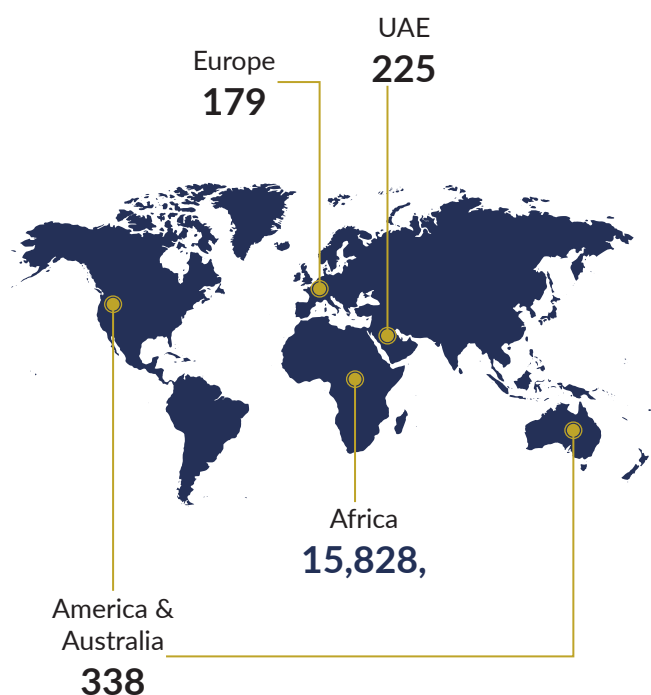 UAE
225
Europe
179
Africa
15,828,
America &
Australia
338